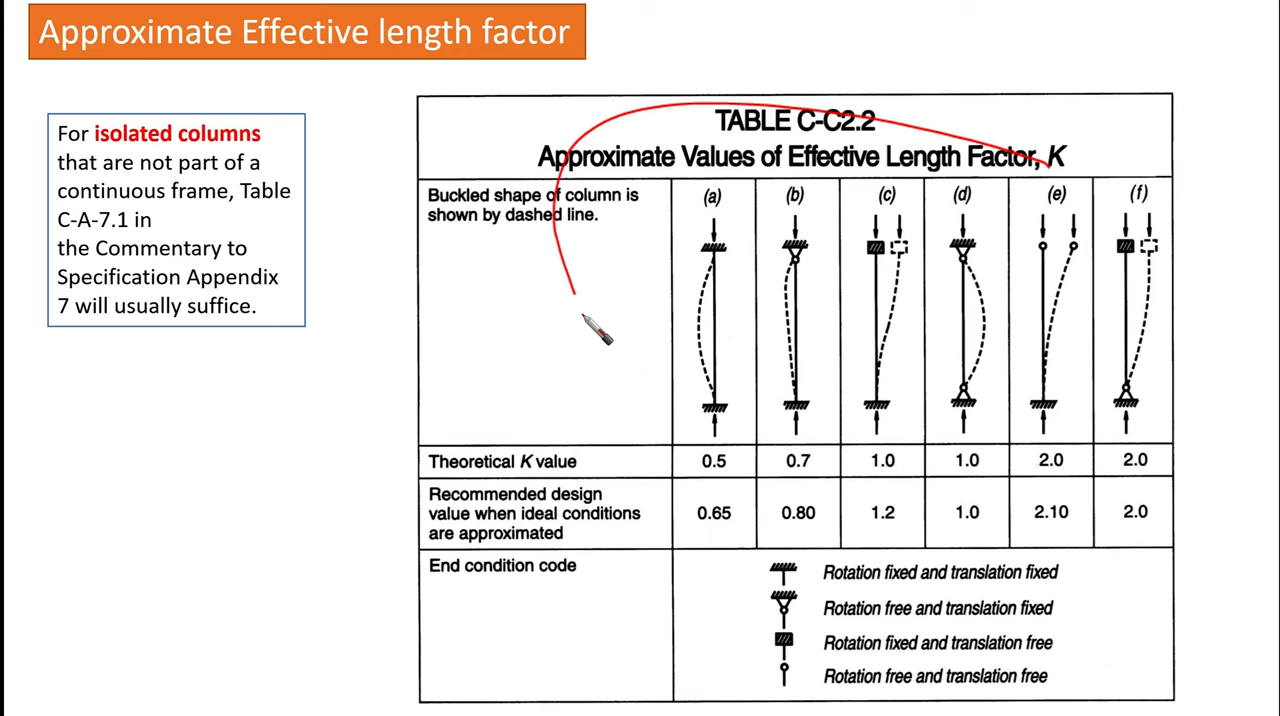 Approximate Effective length factor
For isolated columns
that are not part of a
continuous frame, Table
C-A-7.1 in
the Commentary to
Specification Appendix
7 will usually suffice.
TABLE C-C2.2
Approximate Values of Effective Length Factor, K
Buckled shape of column is
shown by dashed line.
(a) (b) (c) (d) (e) (f)
Theoretical K value 0.5 0.7 1.0 1.0 2.0 2.0
Recommended design
value when ideal conditions
are approximated
0.65 0.80 1.2 1.0 2.10 2.0
End condition code
Rotation fixed and translation fixed
Rotation free and translation fixed
Rotation fixed and translation free
Rotation free and translation free